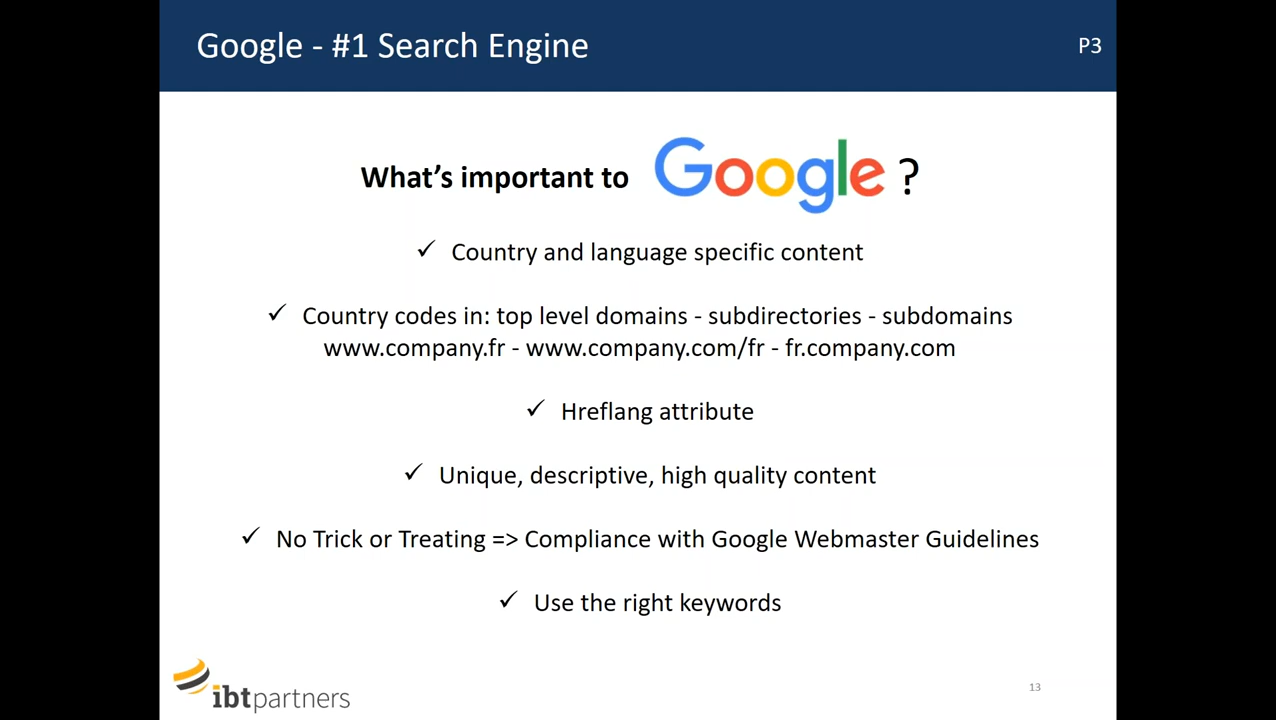 Google - #1 Search Engine
P3
What's important to Google ?
✓ Country and language specific content
✓ Country codes in: top level domains - subdirectories - subdomains
www.company.fr - www.company.com/fr - fr.company.com
✓ Hreflang attribute
✓ Unique, descriptive, high quality content
✓ No Trick or Treating => Compliance with Google Webmaster Guidelines
✓ Use the right keywords
ibtpartners
13